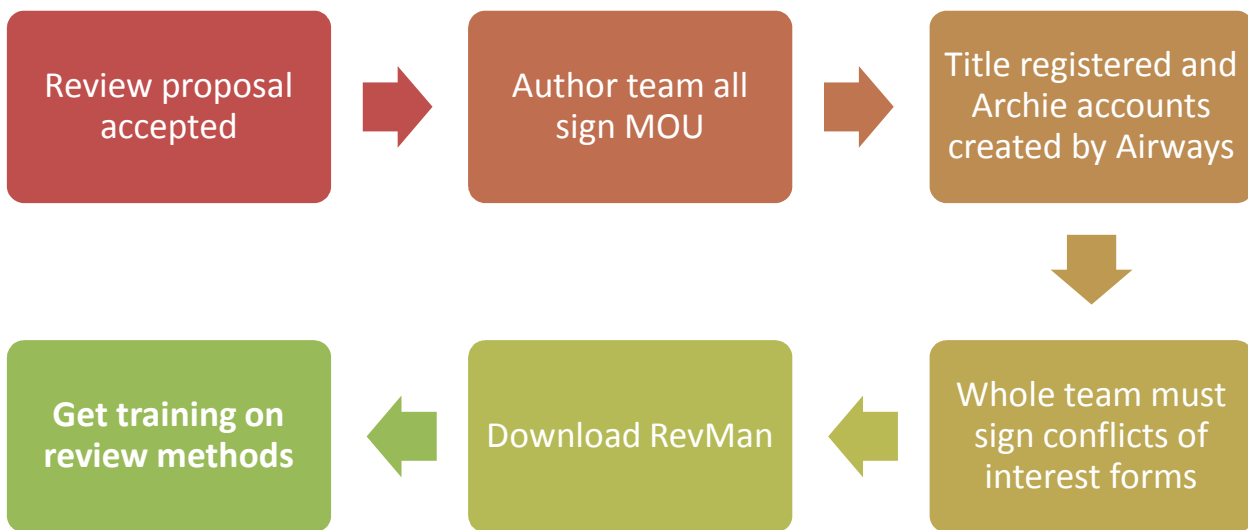 Review proposal
accepted
Author team all
sign MOU
Title registered and
Archie accounts
created by Airways
Whole team must
sign conflicts of
interest forms
Download RevMan
Get training on
review methods